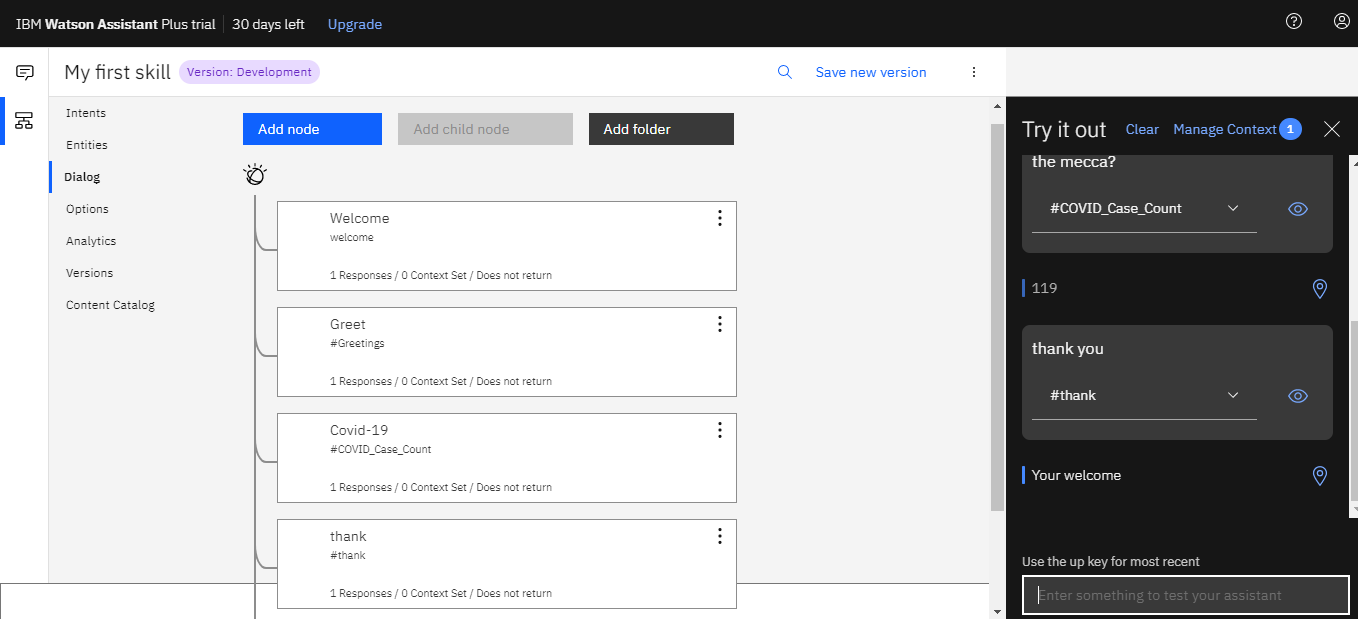 IBM Watson Assistant Plus trial 30 days left Upgrade
My first skill Version: Development Save new version
Intents
Entities
Dialog
Options
Analytics
Versions
Content Catalog
Add node Add child node Add folder
Welcome
welcome
1 Responses / 0 Context Set / Does not return
Greet
#Greetings
1 Responses / 0 Context Set / Does not return
Covid-19
#COVID_Case_Count
1 Responses / 0 Context Set / Does not return
thank
#thank
1 Responses / 0 Context Set / Does not return
Try it out Clear Manage Context 1
the mecca?
#COVID_Case_Count
119
thank you
#thank
Your welcome
Use the up key for most recent
Enter something to test your assistant